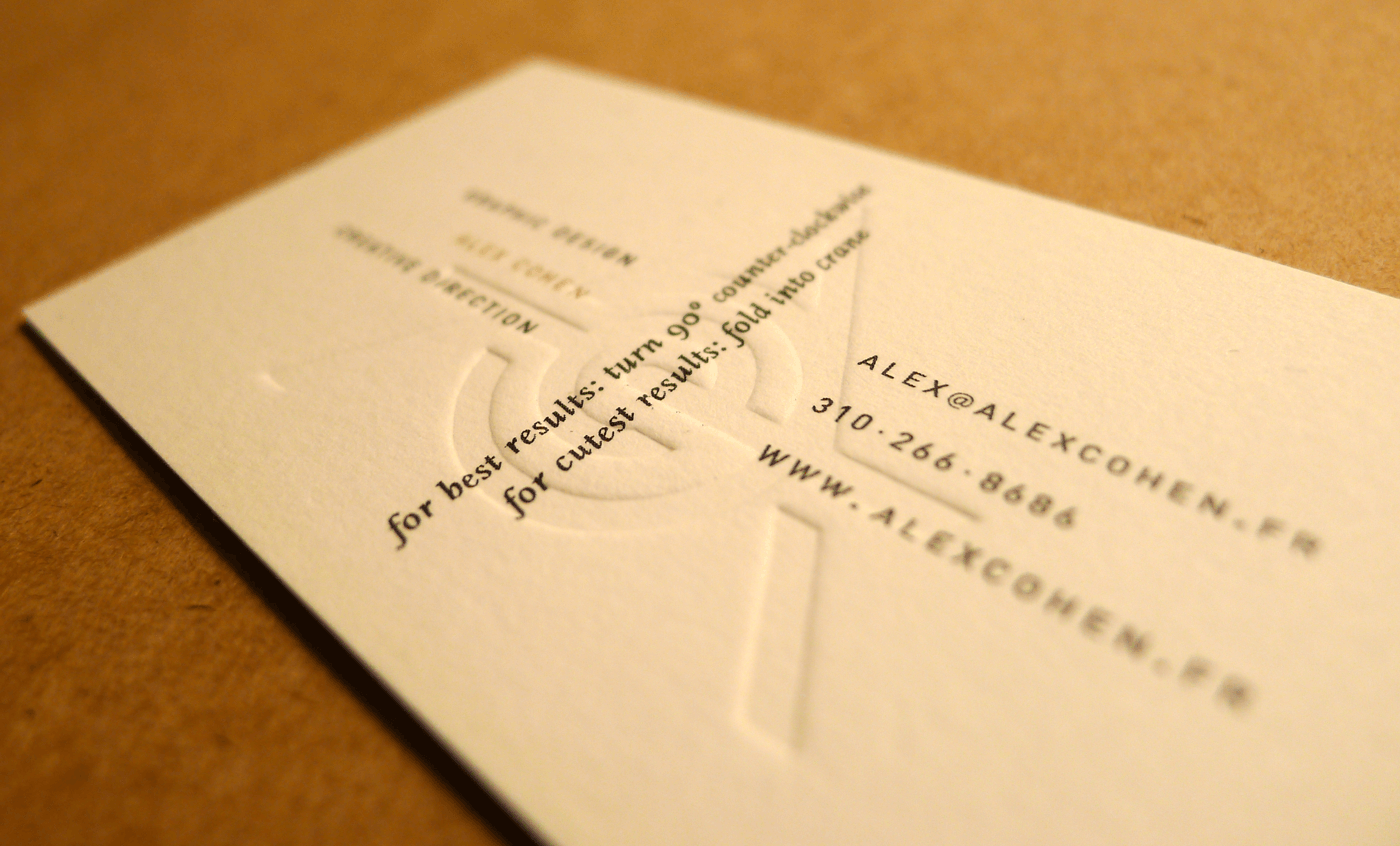 GRAPHIC DESIGN
ALEX COHEN
CREATIVE DIRECTION
for best results: turn 90° counter-clockwise
for cutest results: fold into crane
ALEX@ALEXCOHEN.FR
310·266·8686
WWW.ALEXCOHEN.FR